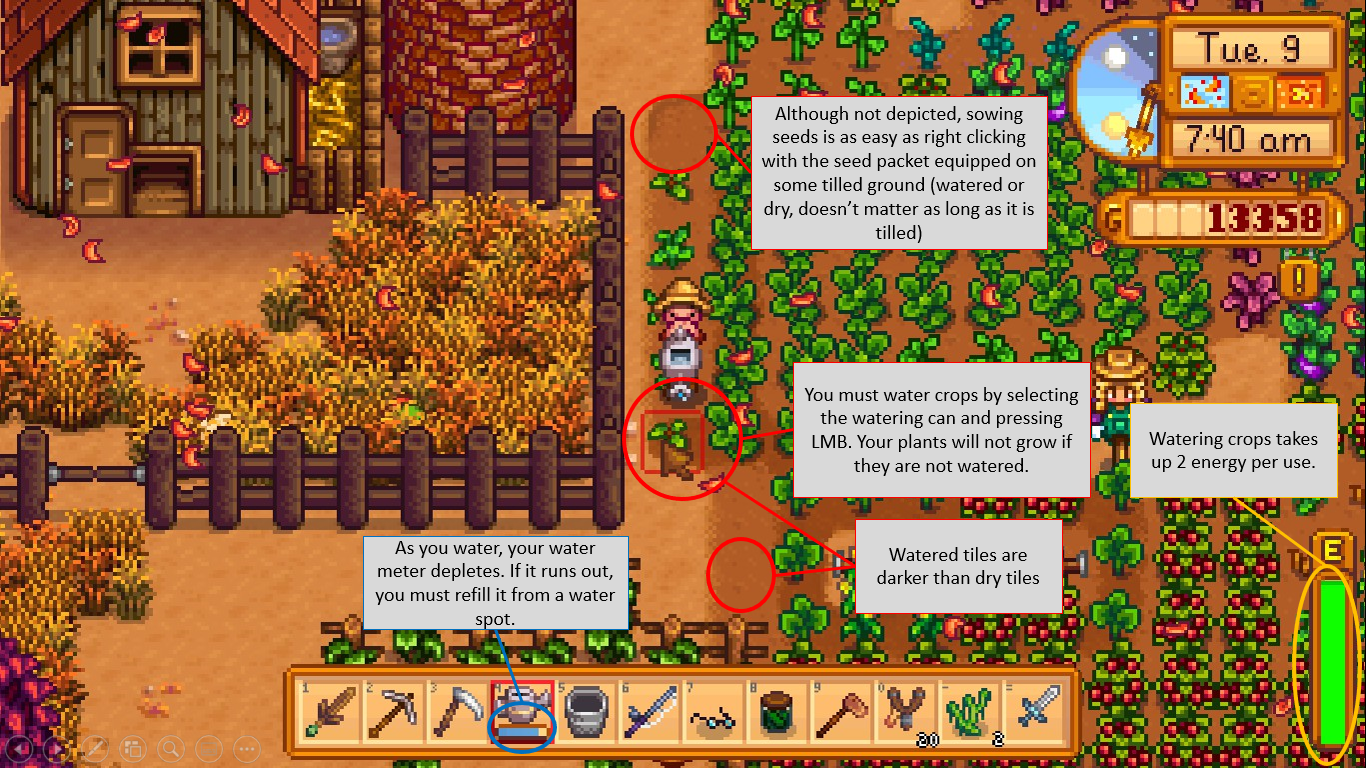 Tue. 9
7:40 am
G 13358
Although not depicted, sowing
seeds is as easy as right clicking
with the seed packet equipped on
some tilled ground (watered or
dry, doesn’t matter as long as it is
tilled)
!
You must water crops by selecting
the watering can and pressing
LMB. Your plants will not grow if
they are not watered.
Watering crops takes
up 2 energy per use.
As you water, your water
meter depletes. If it runs out,
you must refill it from a water
spot.
Watered tiles are
darker than dry tiles
E
1 2 3 4 5 6 7 8 9 0 - =
30 2